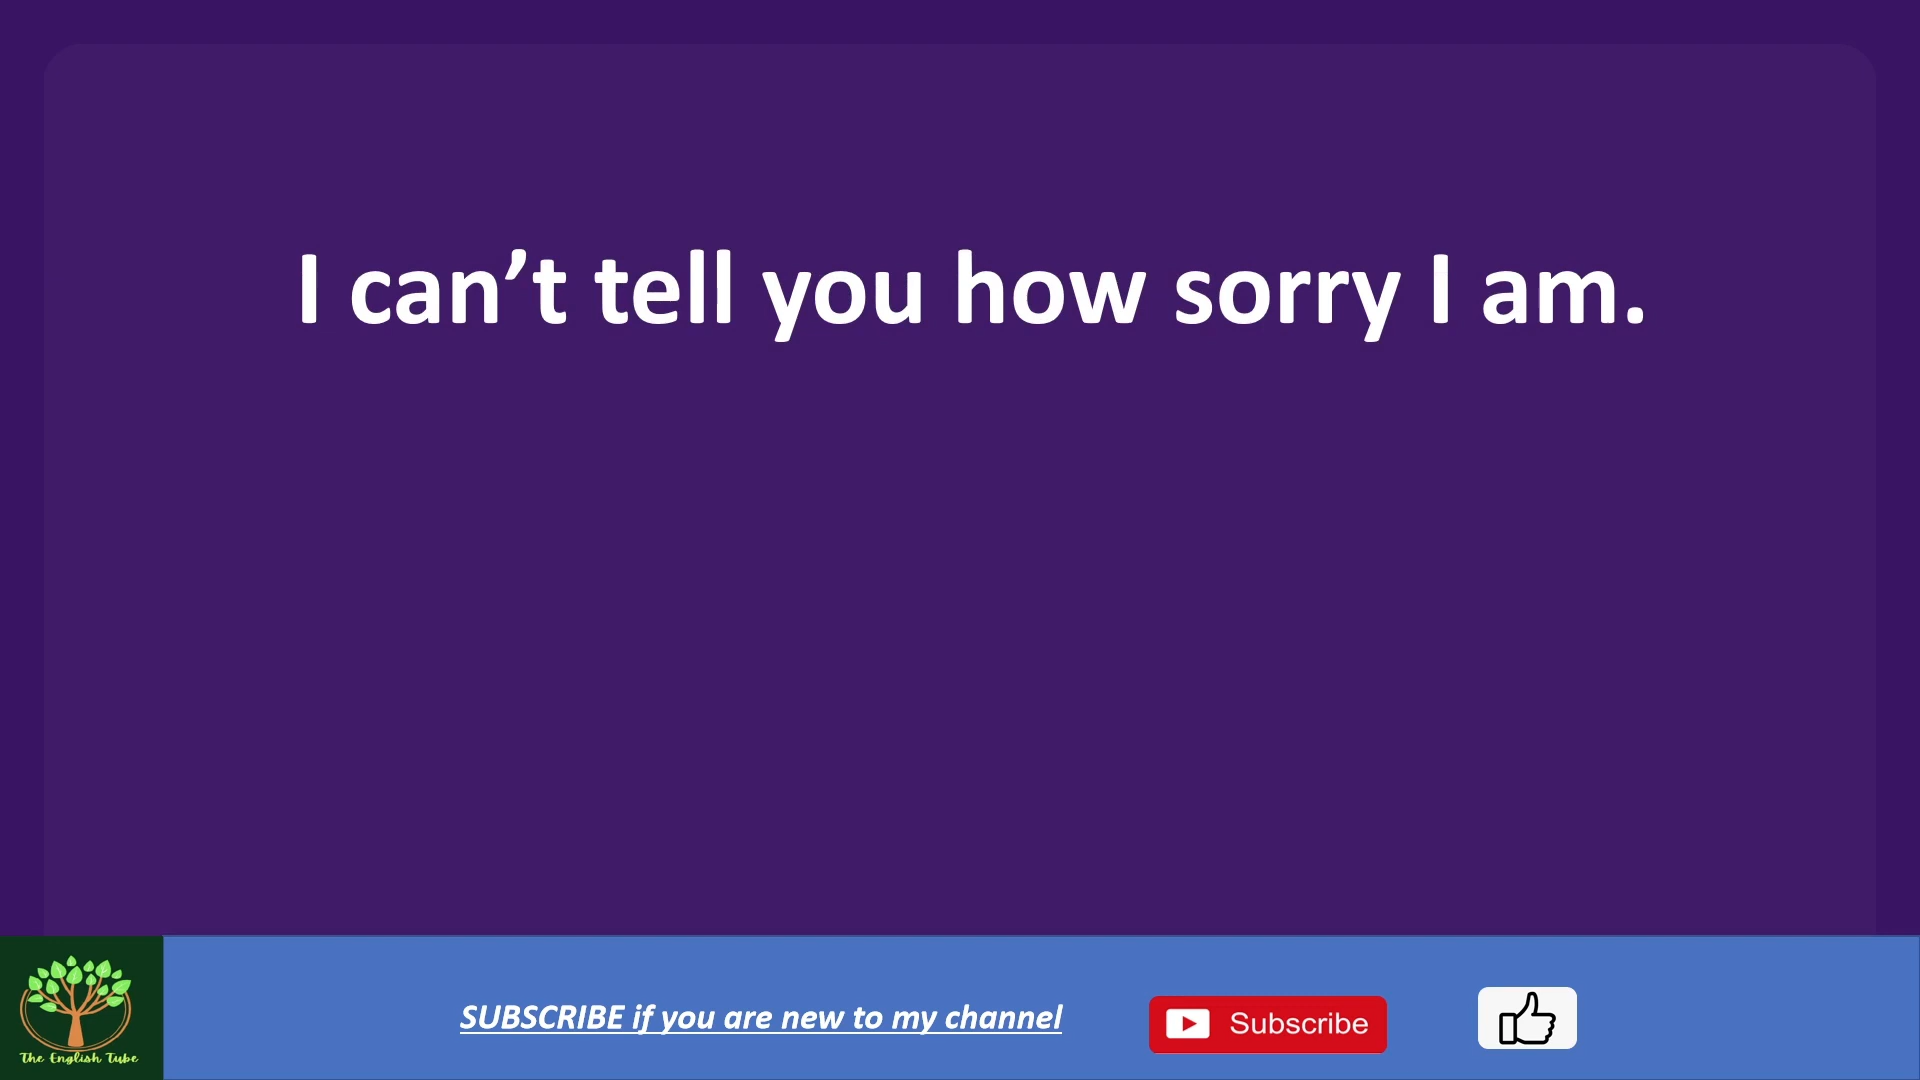 I can’t tell you how sorry I am.
SUBSCRIBE if you are new to my channel
Subscribe
The English Tube